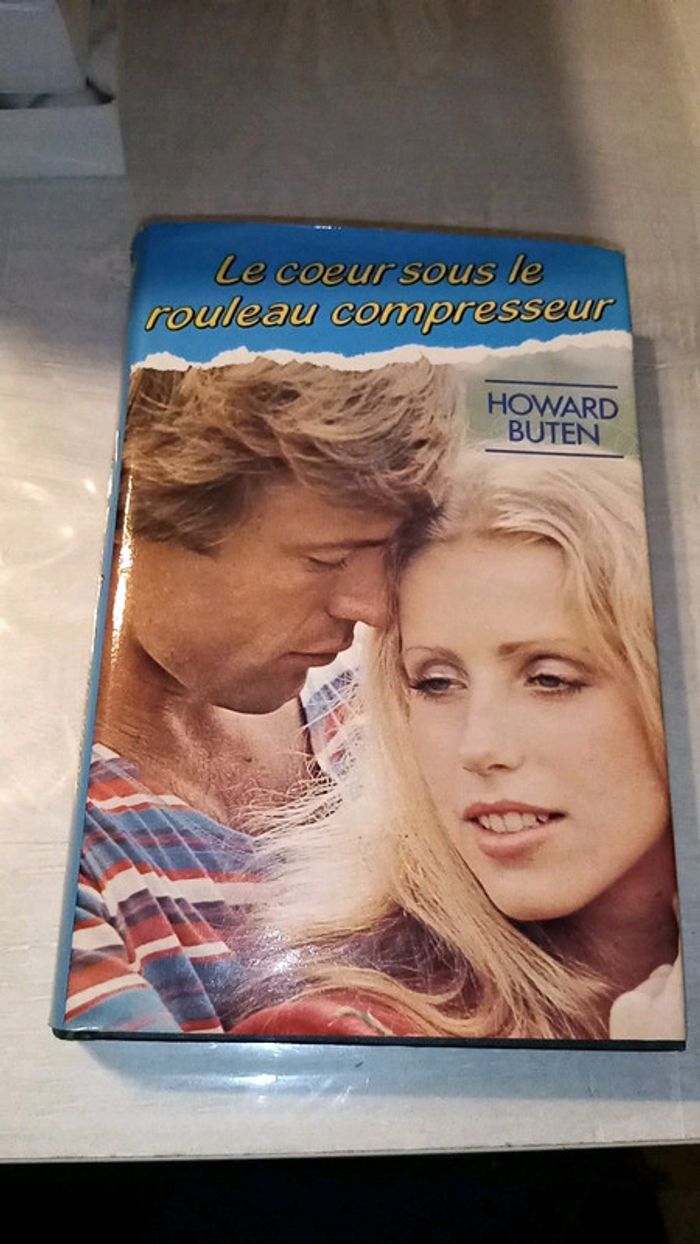 Le coeur sous le
rouleau compresseur
HOWARD
BUTEN